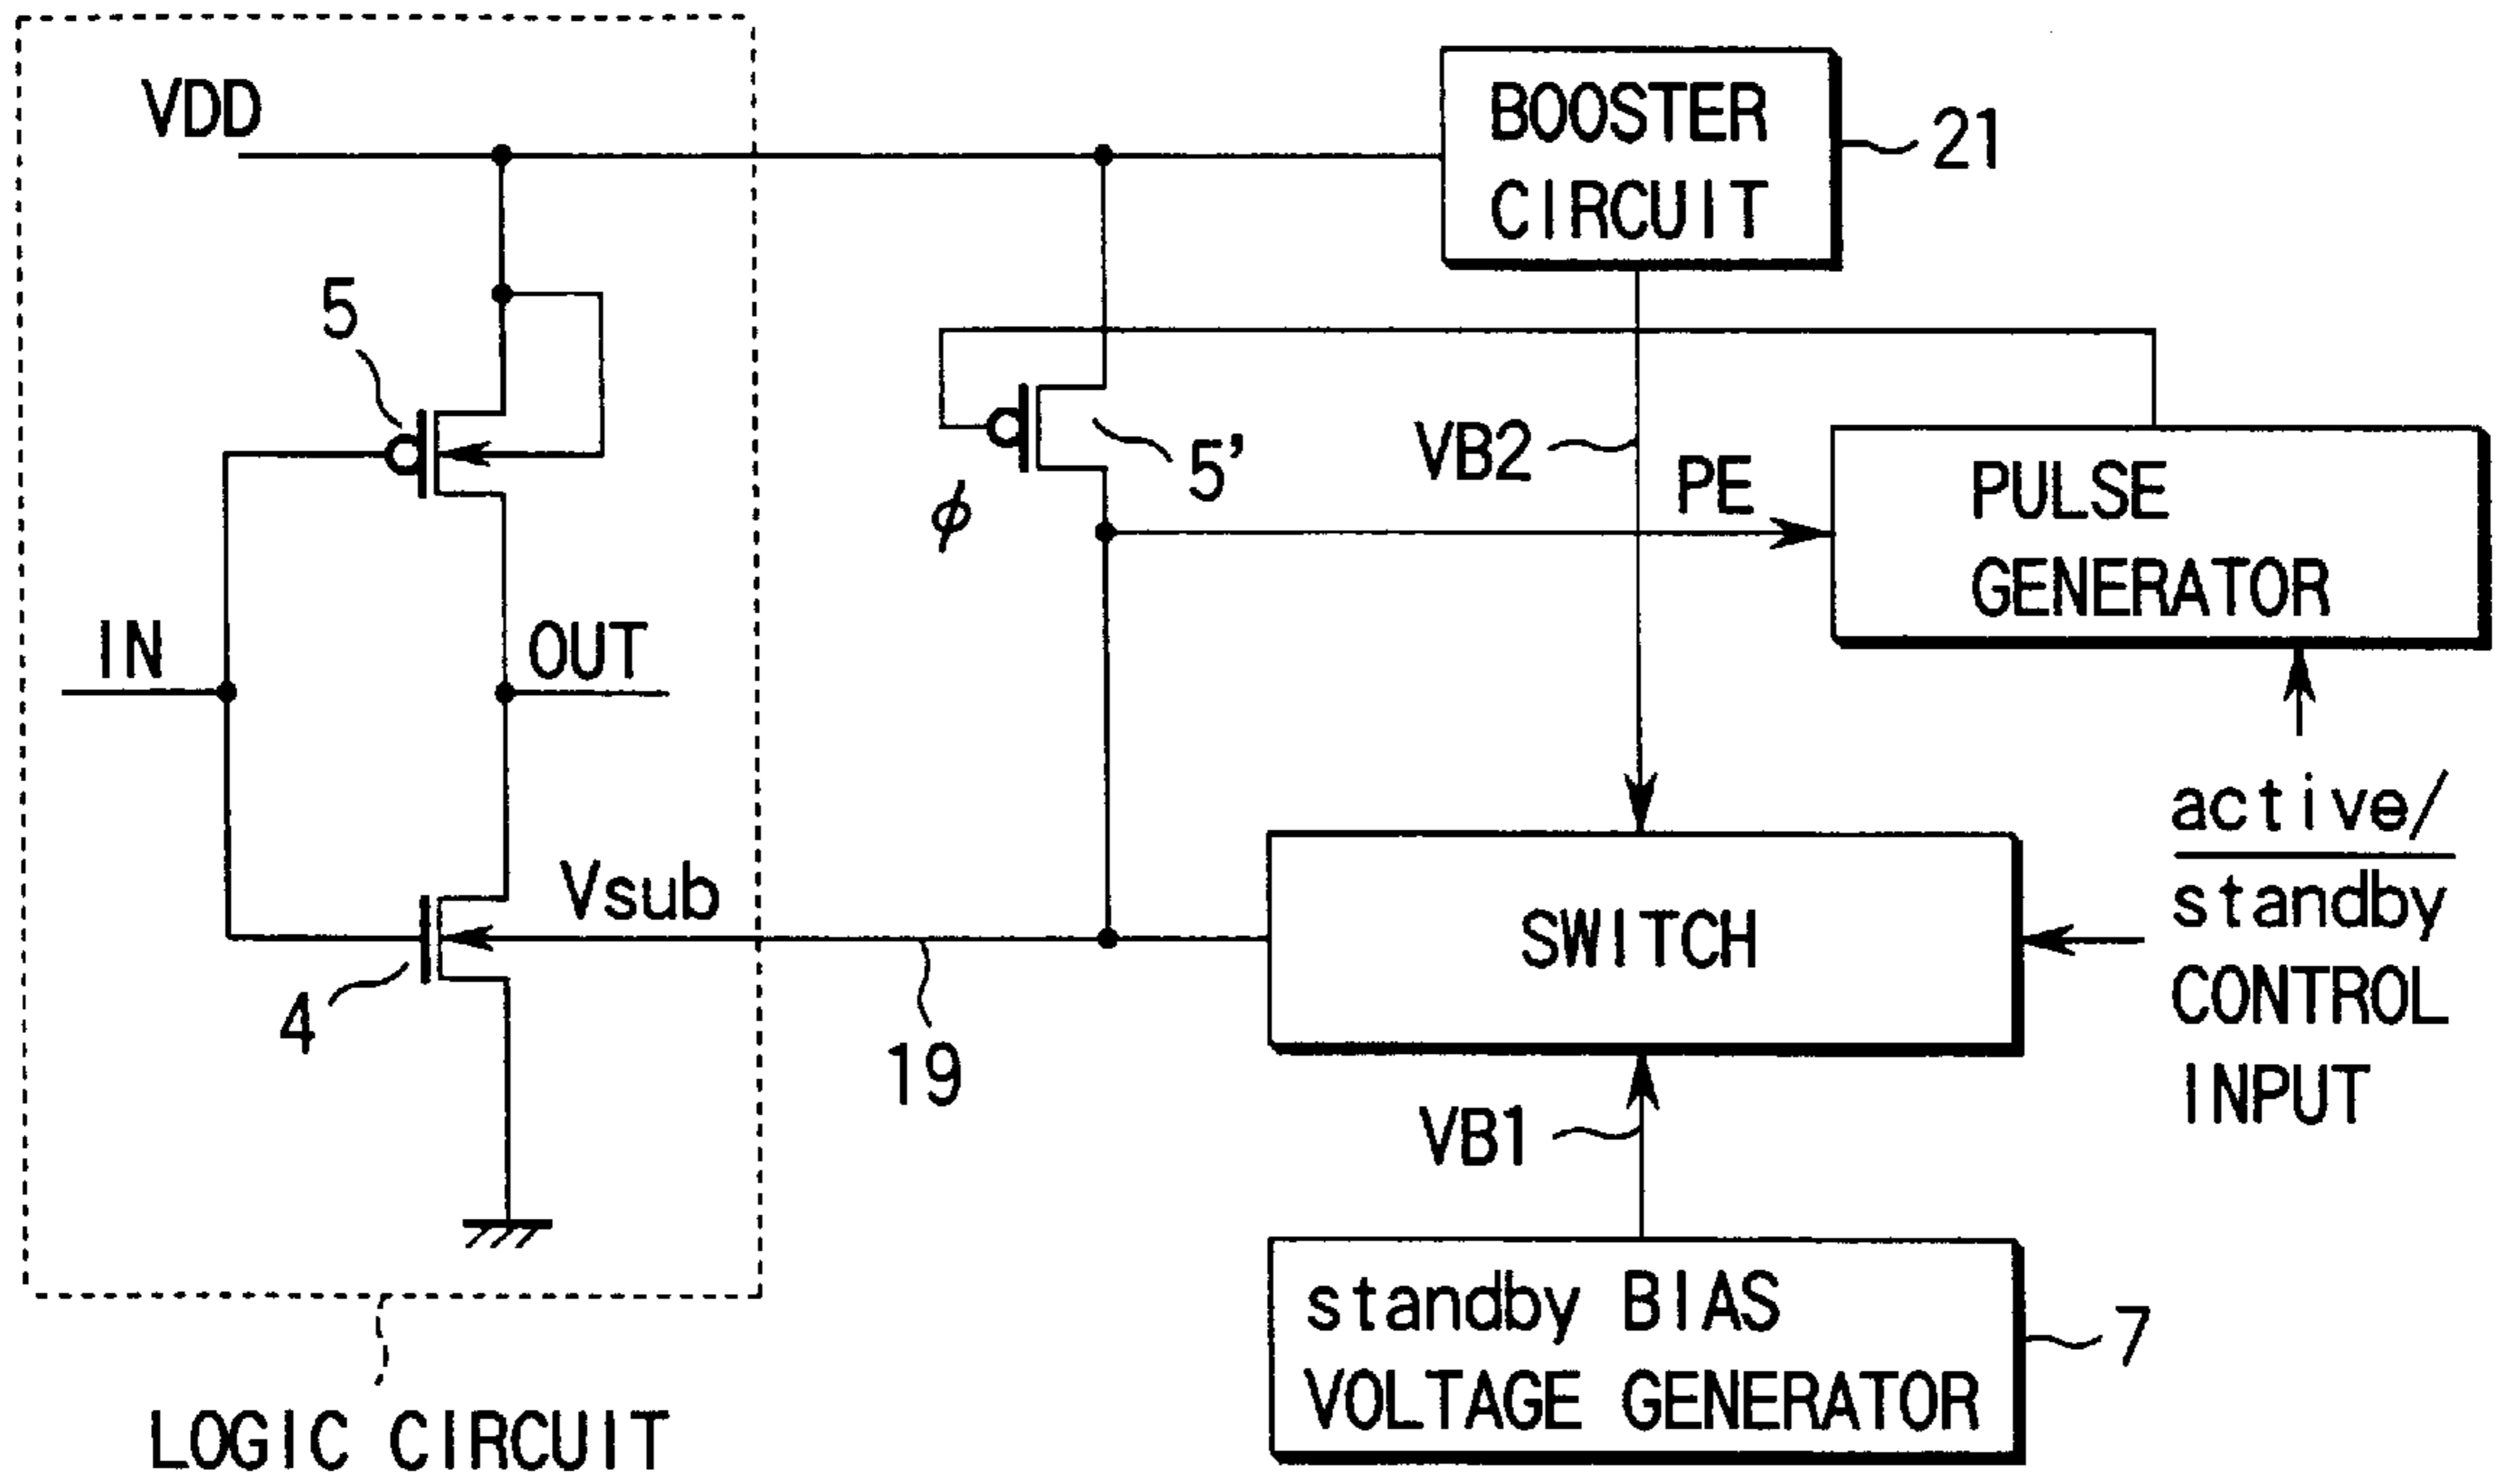 VDD
BOOSTER
CIRCUIT
21
5
5'
VB2
PE
ϕ
PULSE
GENERATOR
IN
OUT
active/
standby
CONTROL
INPUT
Vsub
SWITCH
4
19
VB1
standby BIAS
VOLTAGE GENERATOR
7
LOGIC CIRCUIT